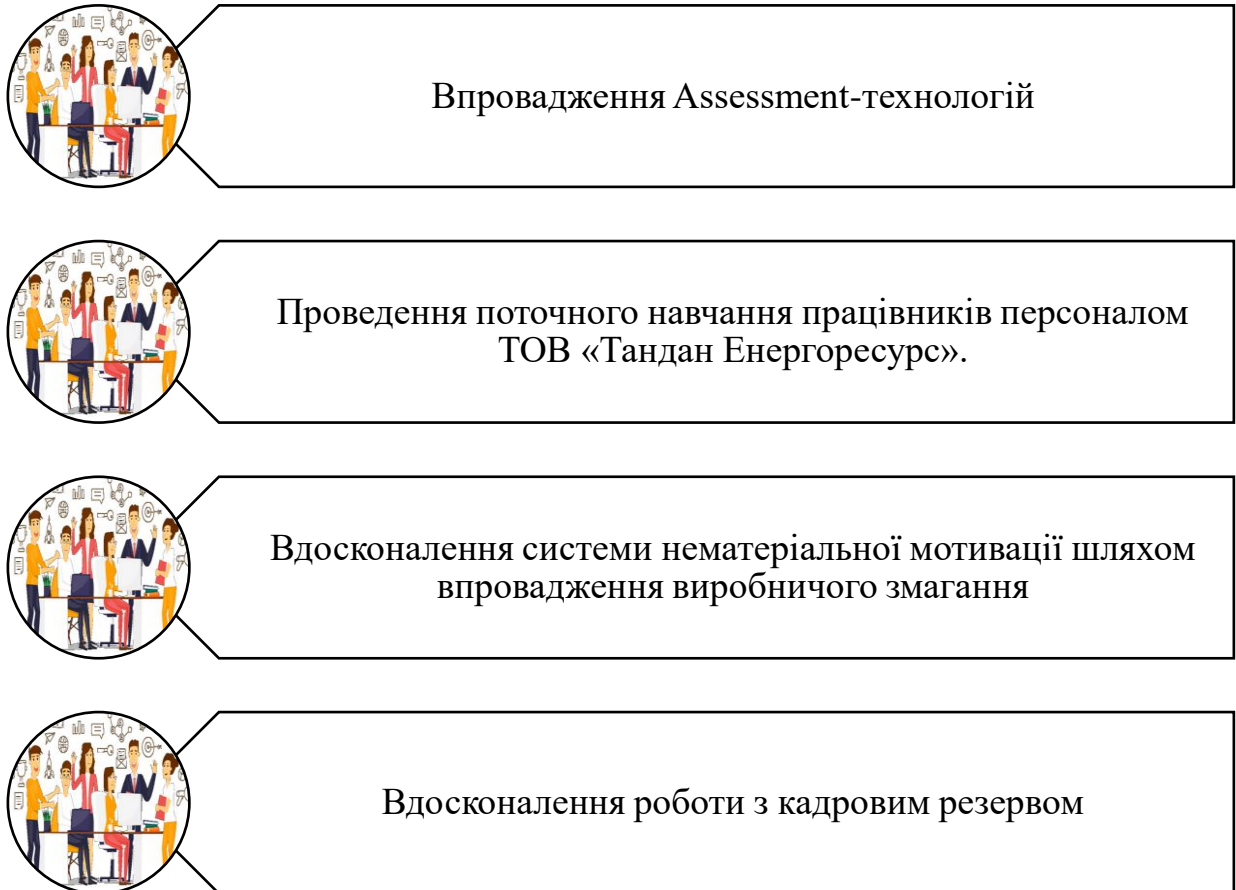 Впровадження Assessment-технологій
Проведення поточного навчання працівників персоналом
ТОВ «Тандан Енергоресурс».
Вдосконалення системи нематеріальної мотивації шляхом
впровадження виробничого змагання
Вдосконалення роботи з кадровим резервом